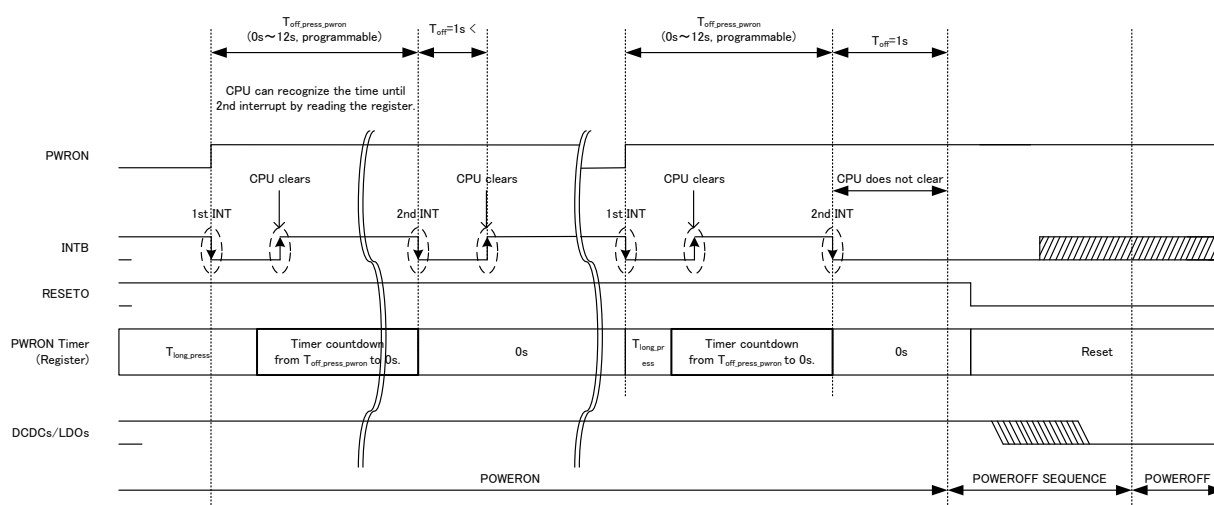 Toff_press_pwron
(0s～12s, programmable)
Toff=1s <
Toff_press_pwron
(0s～12s, programmable)
Toff=1s
CPU can recognize the time until
2nd interrupt by reading the register.
PWRON
CPU clears
CPU clears
CPU clears
CPU does not clear
1st INT
2nd INT
1st INT
2nd INT
INTB
RESETO
PWRON Timer
(Register)
Tlong_press
Timer countdown
from Toff_press_pwron to 0s.
0s
Tlong_pr
ess
Timer countdown
from Toff_press_pwron to 0s.
0s
Reset
DCDCs/LDOs
POWERON
POWEROFF SEQUENCE
POWEROFF